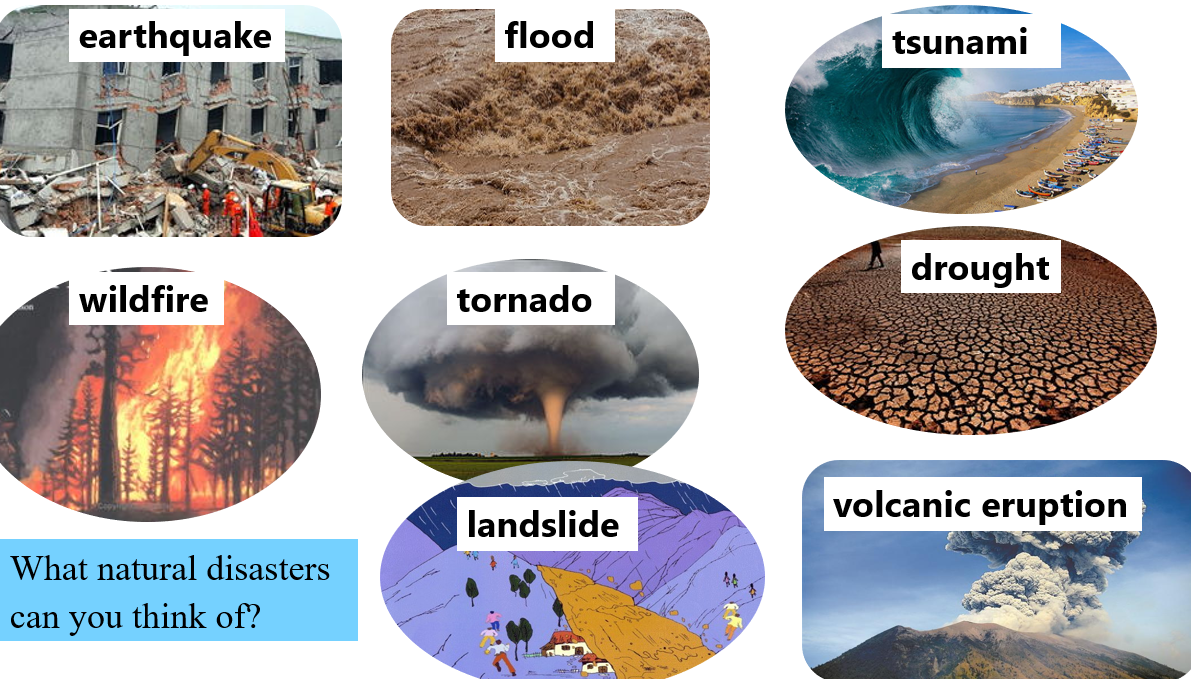 earthquake
flood
tsunami
wildfire
tornado
drought
landslide
volcanic eruption
What natural disasters
can you think of?